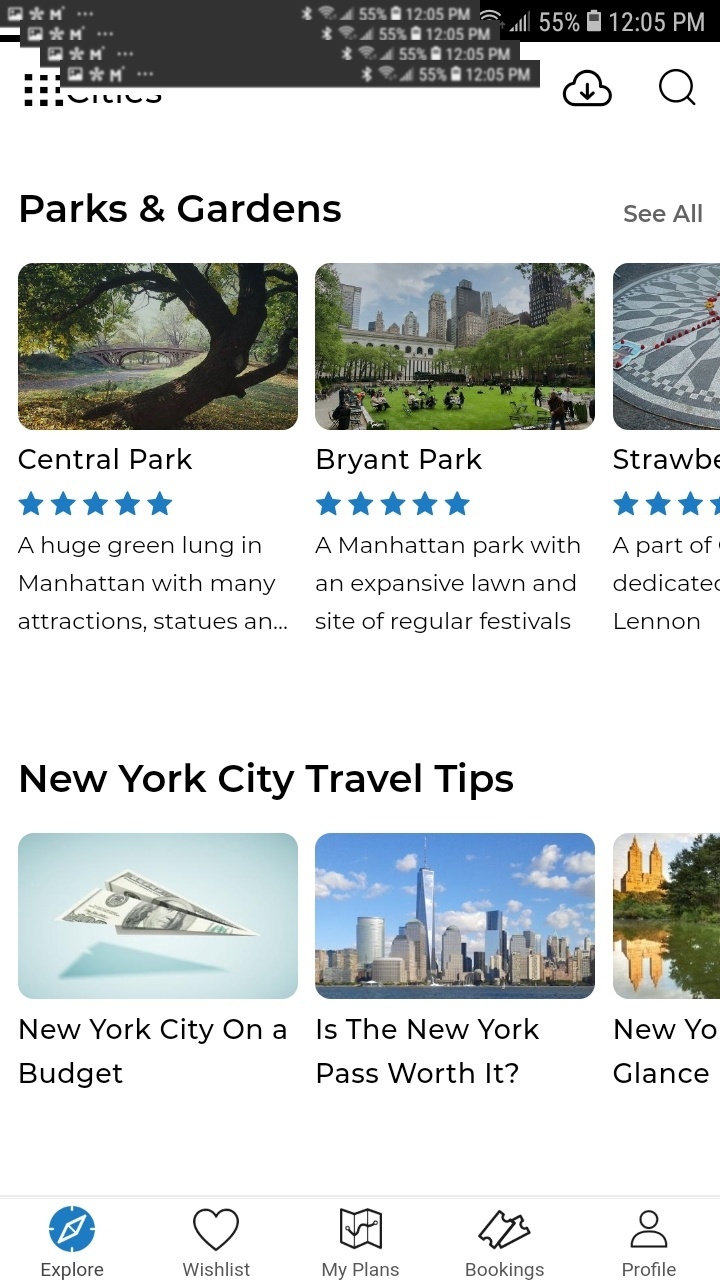 55% 12:05 PM
55% 12:05 PM
55% 12:05 PM
55% 12:05 PM
55% 12:05 PM
Cities
Parks & Gardens
See All
Central Park
Bryant Park
Strawbe
A huge green lung in
Manhattan with many
attractions, statues an...
A Manhattan park with
an expansive lawn and
site of regular festivals
A part of
dedicated
Lennon
New York City Travel Tips
New York City On a
Budget
Is The New York
Pass Worth It?
New Yo
Glance
Explore
Wishlist
My Plans
Bookings
Profile